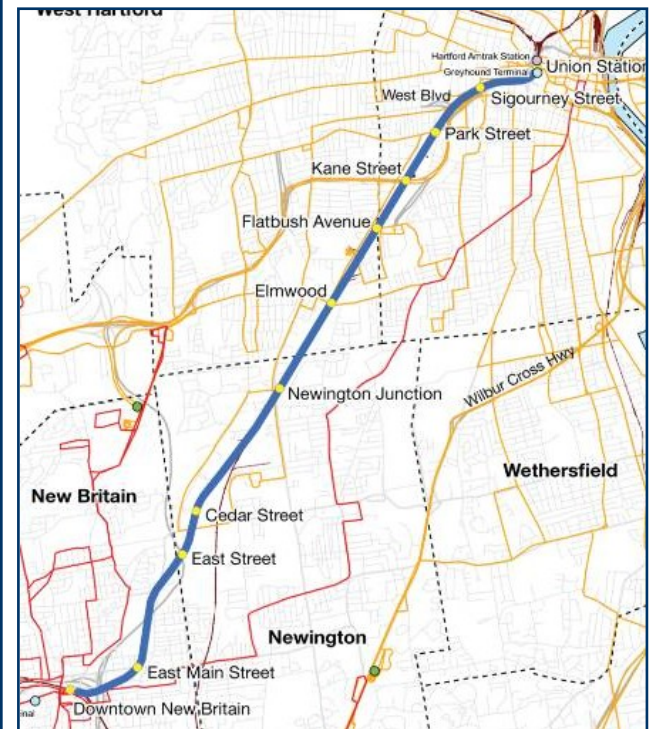 West Hartford
Hartford Amtrak Station
Greyhound Terminal
Union Station
West Blvd
Sigourney Street
Park Street
Kane Street
Flatbush Avenue
Elmwood
Newington Junction
Wilbur Cross Hwy
Wethersfield
New Britain
Cedar Street
East Street
Newington
East Main Street
Downtown New Britain